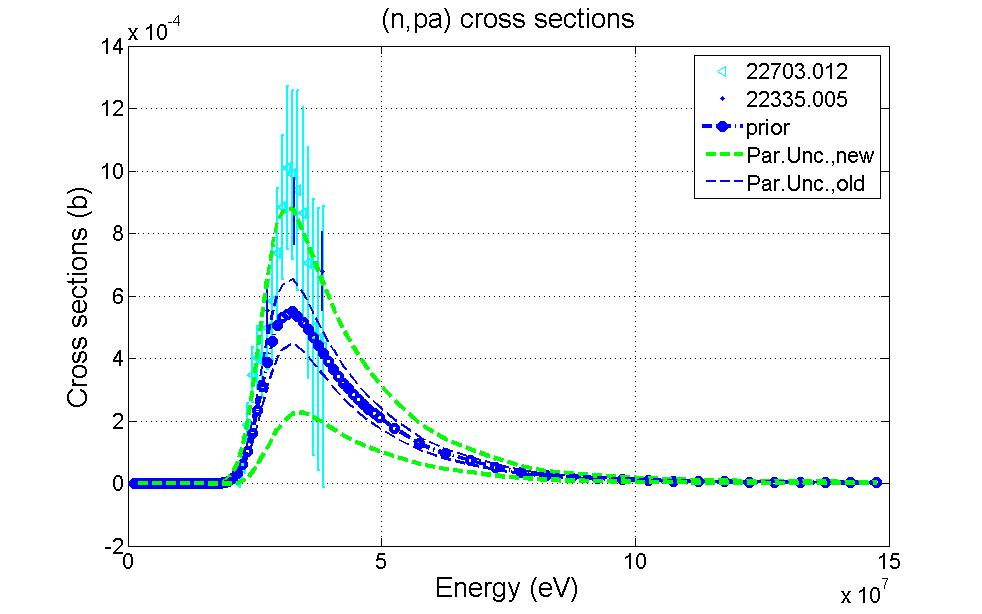 (n,pa) cross sections
x 10^-4
14
12
10
8
6
4
2
0
-2
Cross sections (b)
22703.012
22335.005
prior
Par.Unc.,new
Par.Unc.,old
0 5 10 15
Energy (eV)
x 10^7